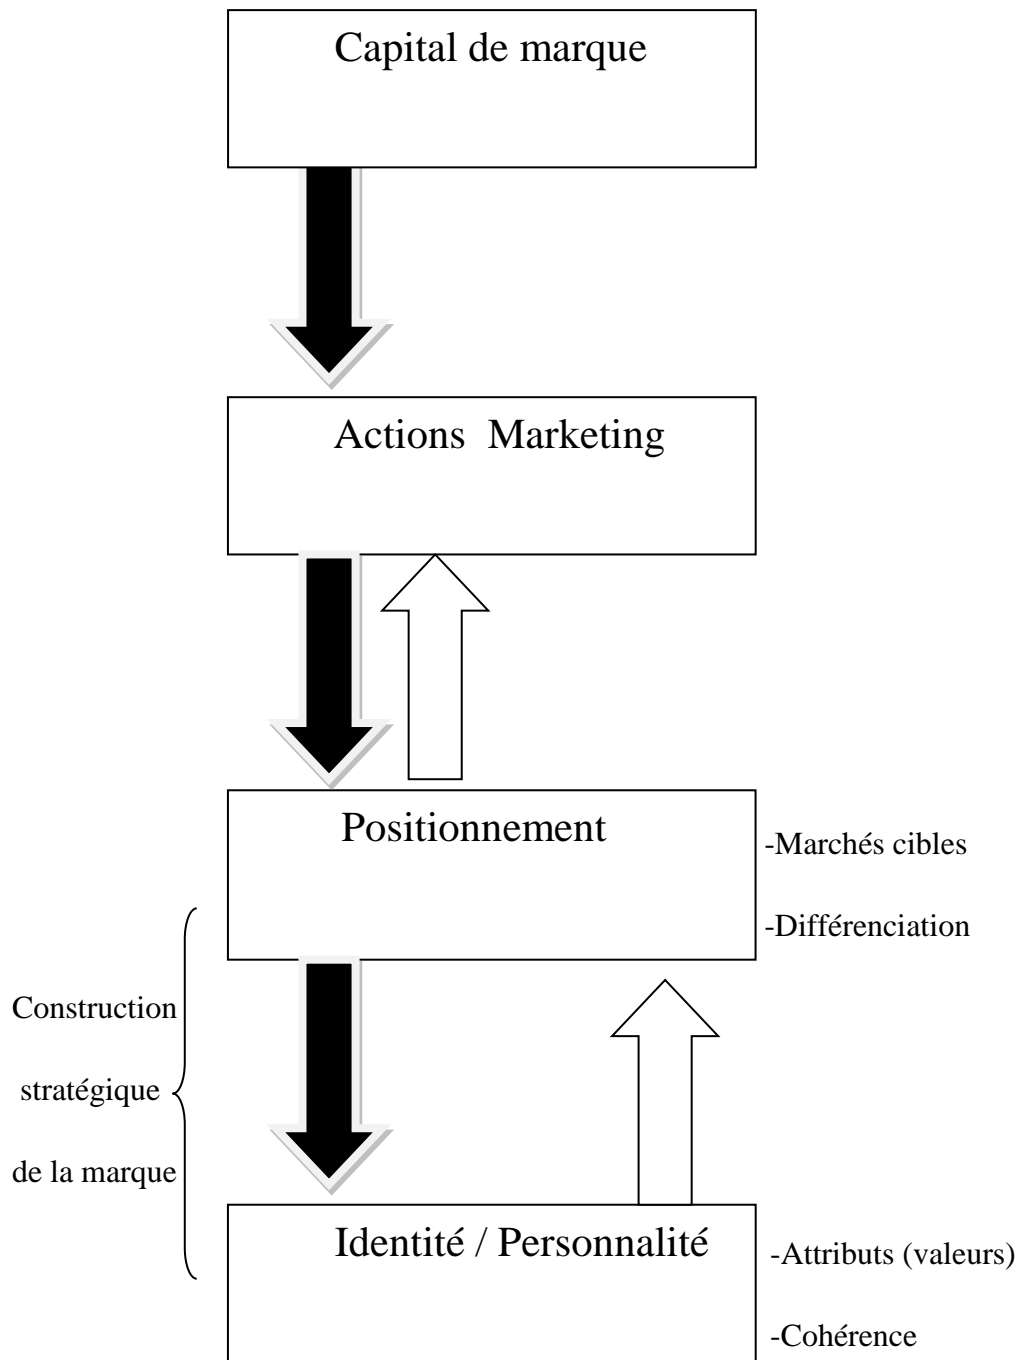 Capital de marque
Actions  Marketing
Positionnement
-Marchés cibles
-Différenciation
Construction
stratégique
de la marque
Identité / Personnalité
-Attributs (valeurs)
-Cohérence